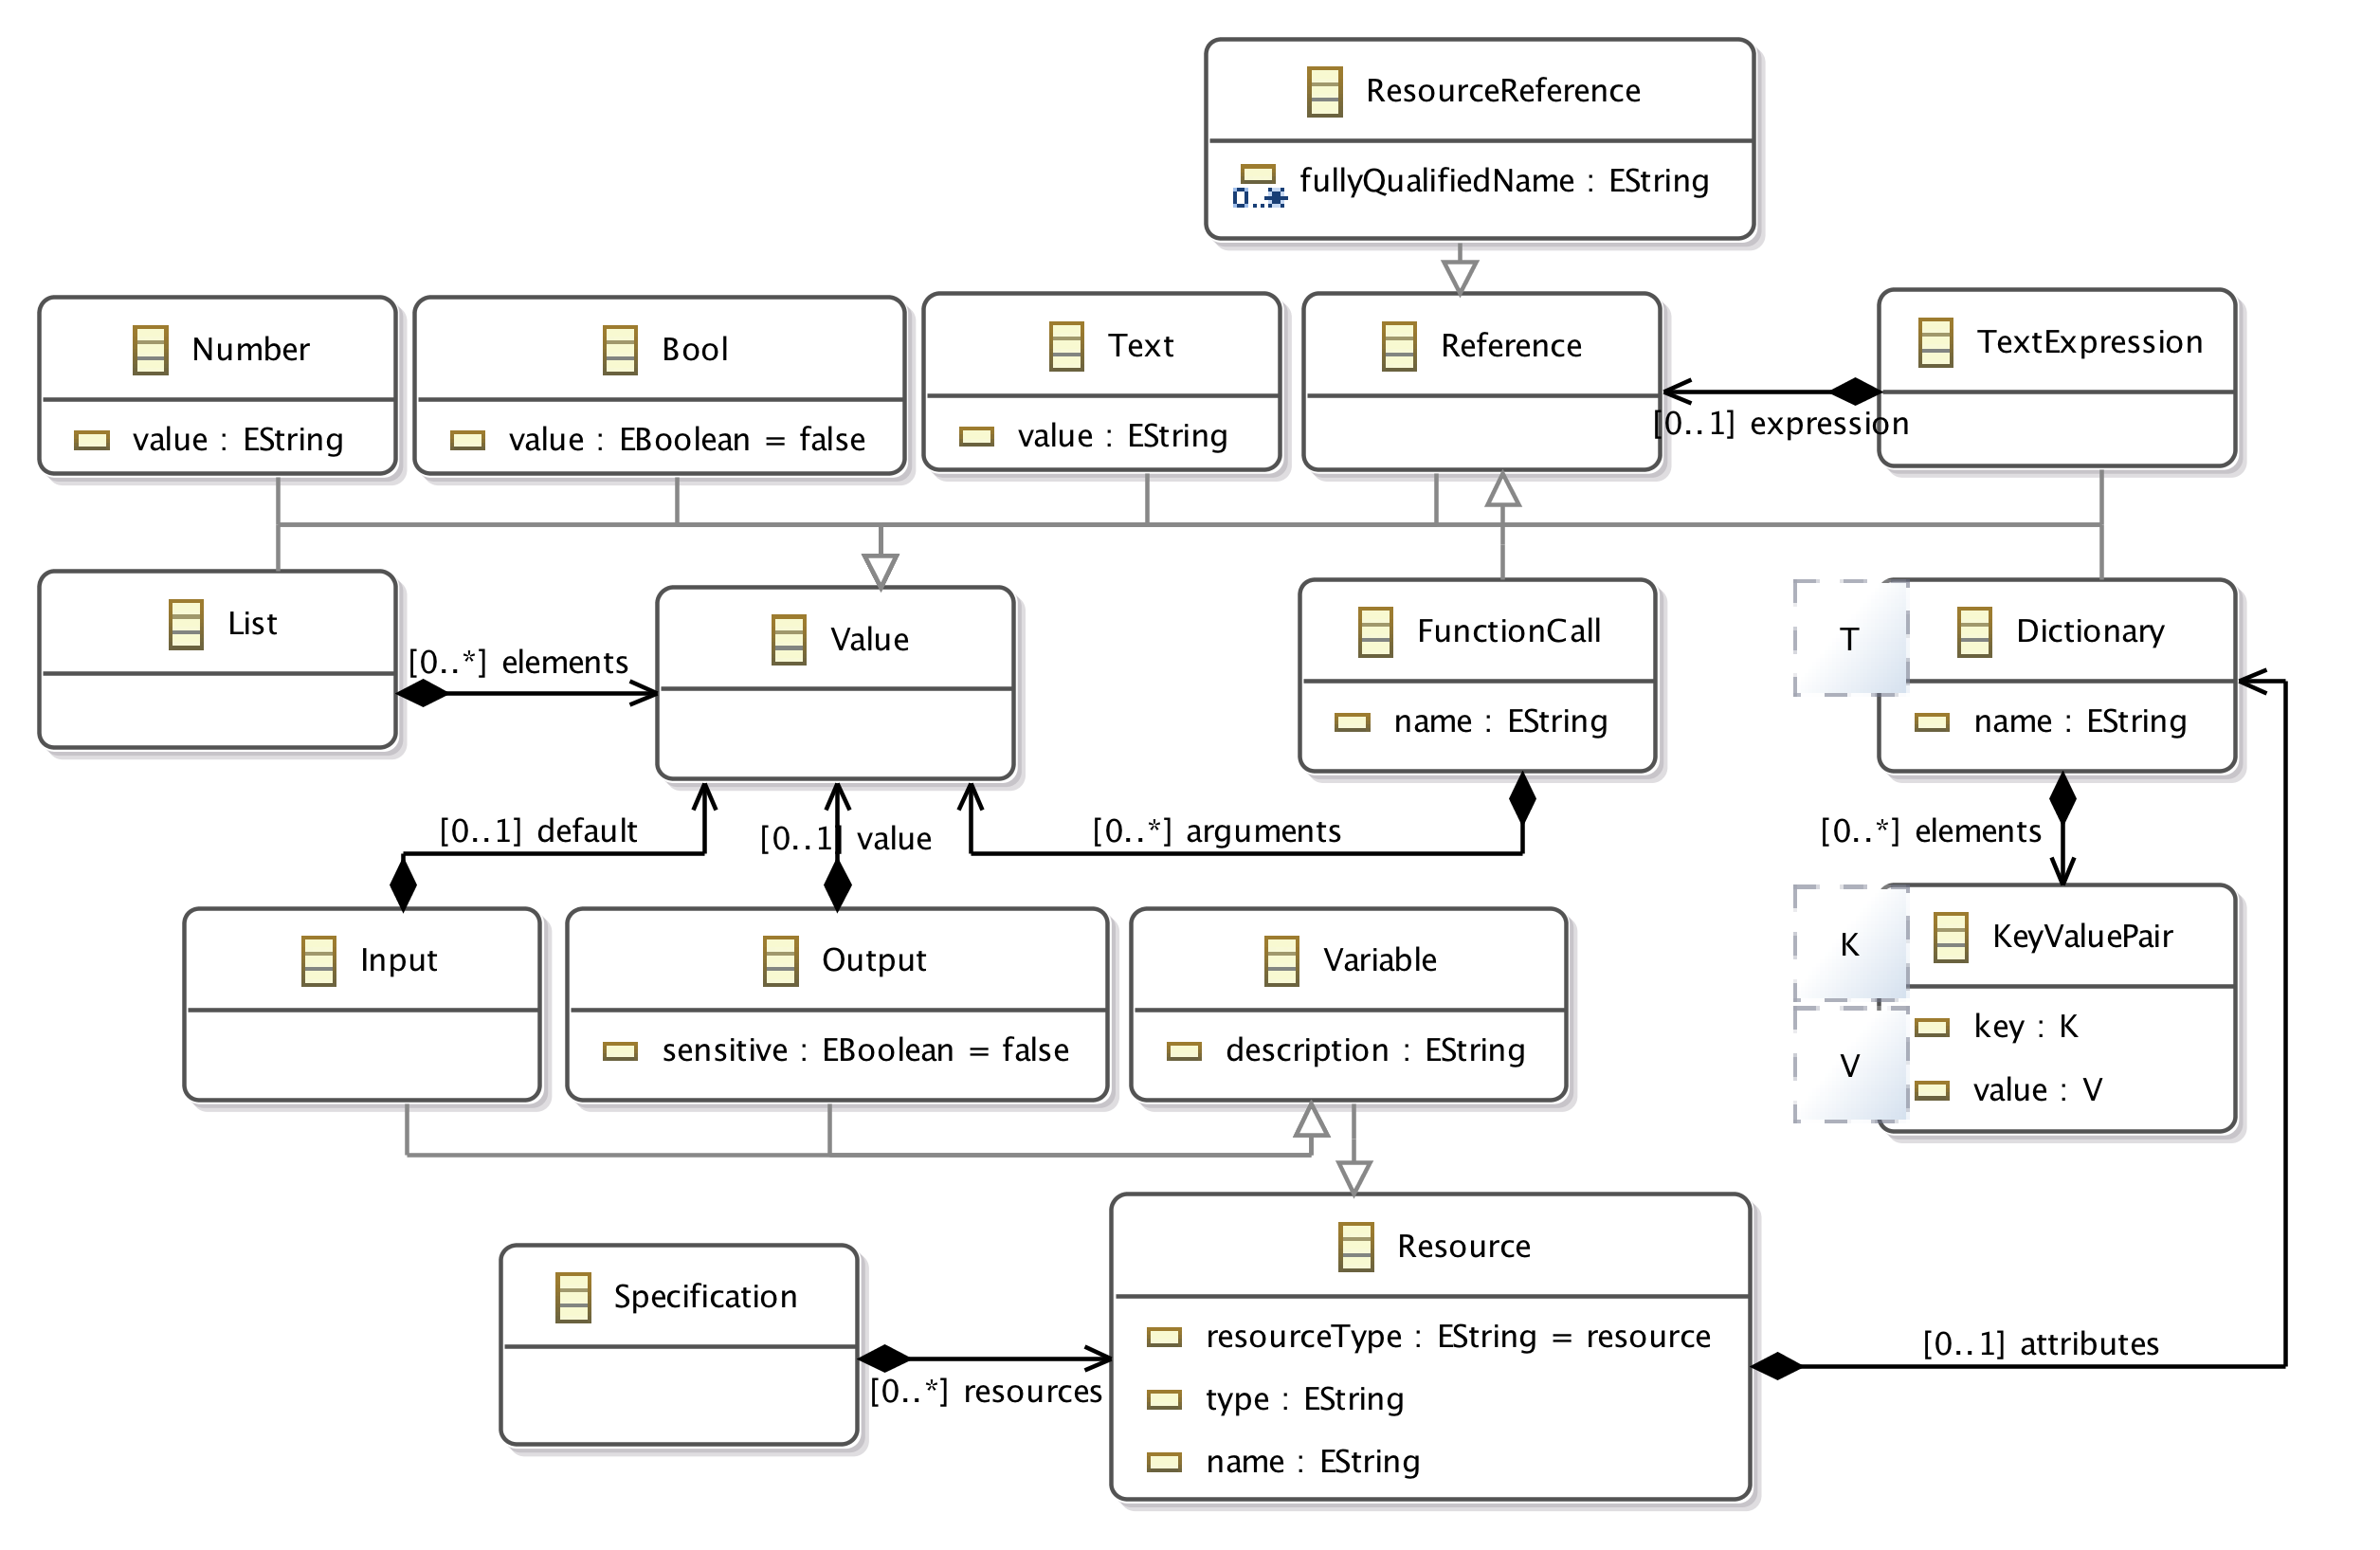 ResourceReference
0..* fullyQualifiedName : EString
Number
value : EString
Bool
value : EBoolean = false
Text
value : EString
Reference
TextExpression
[0..1] expression
List
[0..*] elements
Value
FunctionCall
name : EString
T
Dictionary
name : EString
[0..1] default
[0..1] value
[0..*] arguments
[0..*] elements
Input
Output
sensitive : EBoolean = false
Variable
description : EString
K
V
KeyValuePair
key : K
value : V
Specification
[0..*] resources
Resource
resourceType : EString = resource
type : EString
name : EString
[0..1] attributes